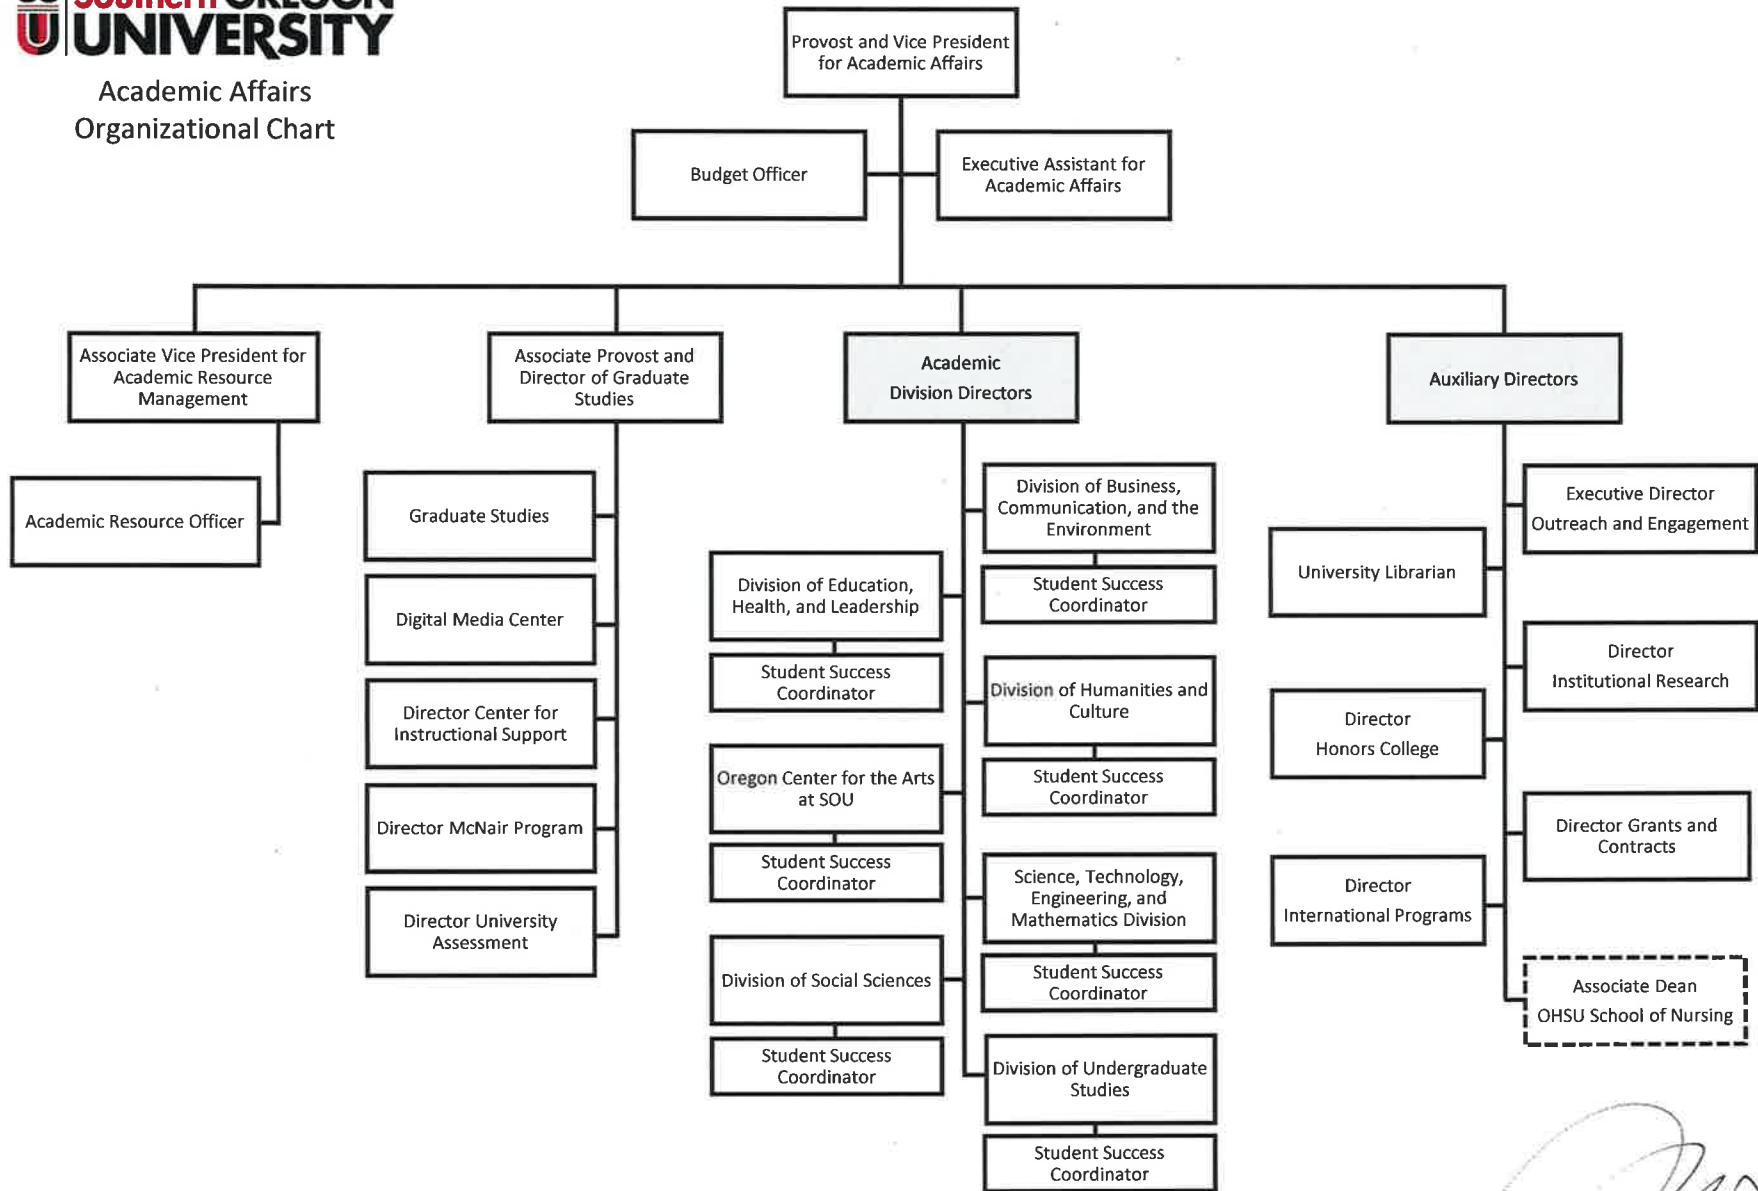 Southern OREGON
UNIVERSITY
Academic Affairs
Organizational Chart
Provost and Vice President
for Academic Affairs
Budget Officer
Executive Assistant for
Academic Affairs
Associate Vice President for
Academic Resource
Management
Associate Provost and
Director of Graduate
Studies
Academic
Division Directors
Auxiliary Directors
Academic Resource Officer
Graduate Studies
Digital Media Center
Director Center for
Instructional Support
Director McNair Program
Director University
Assessment
Division of Business,
Communication, and the
Environment
Student Success
Coordinator
Division of Education,
Health, and Leadership
Student Success
Coordinator
Division of Humanities and
Culture
Student Success
Coordinator
Oregon Center for the Arts
at SOU
Student Success
Coordinator
Science, Technology,
Engineering, and
Mathematics Division
Student Success
Coordinator
Division of Social Sciences
Student Success
Coordinator
Division of Undergraduate
Studies
Student Success
Coordinator
Executive Director
Outreach and Engagement
University Librarian
Director
Institutional Research
Director
Honors College
Director Grants and
Contracts
Director
International Programs
Associate Dean
OHSU School of Nursing